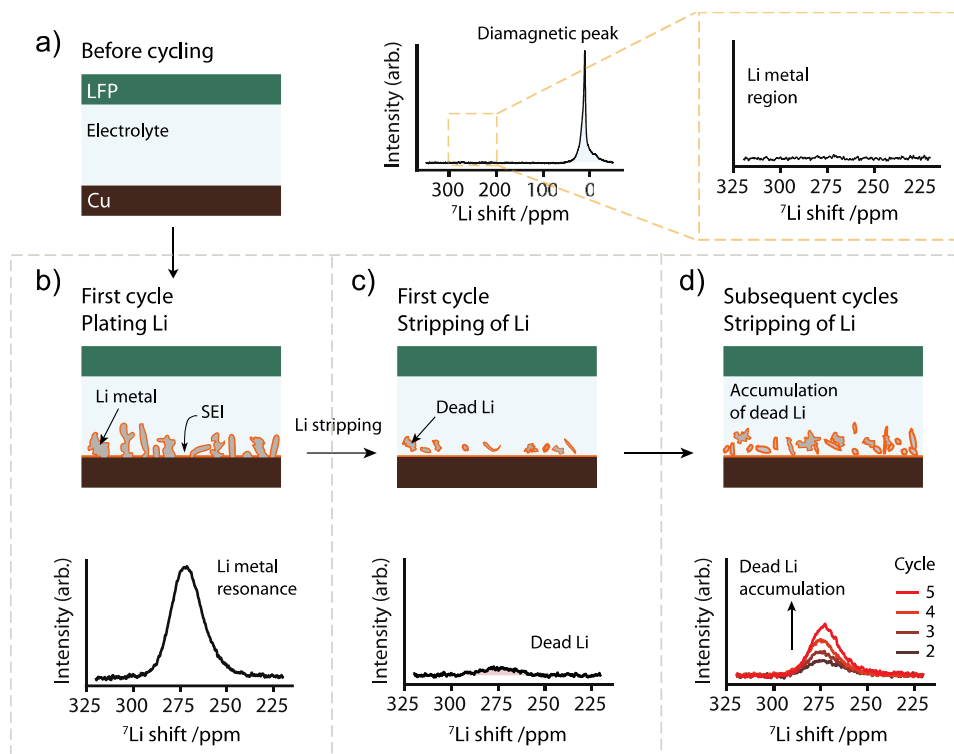 a)
Before cycling
LFP
Electrolyte
Cu
Diamagnetic peak
Intensity (arb.)
300 200 100 0
⁷Li shift /ppm
Li metal
region
325 300 275 250 225
⁷Li shift /ppm
b)
First cycle
Plating Li
Li metal
SEI
Li stripping
Intensity (arb.)
Li metal
resonance
325 300 275 250 225
⁷Li shift /ppm
c)
First cycle
Stripping of Li
Dead Li
Intensity (arb.)
Dead Li
325 300 275 250 225
⁷Li shift /ppm
d)
Subsequent cycles
Stripping of Li
Accumulation
of dead Li
Intensity (arb.)
Dead Li
accumulation
Cycle
5
4
3
2
325 300 275 250 225
⁷Li shift /ppm